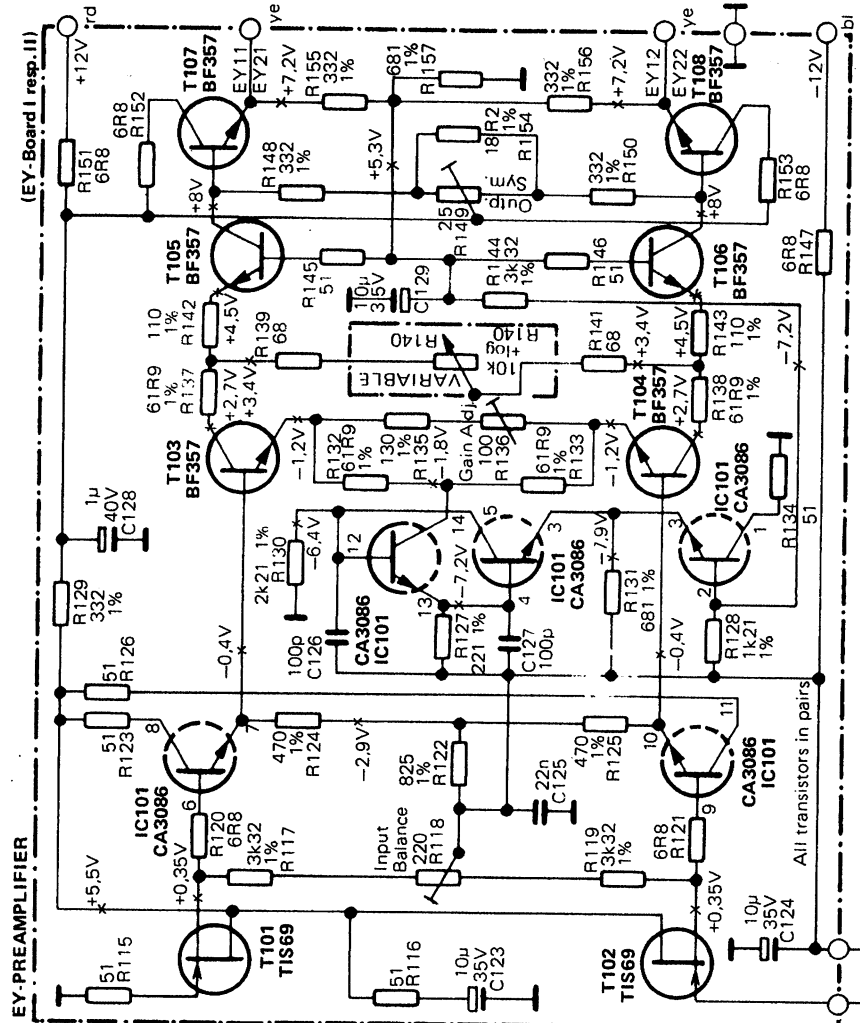 EY-PREAMPLIFIER
(EY-Board I resp. II)
rd
+12V
ye
EY11
EY21
ye
EY12
EY22
bl
-12V
R151
6R8
6R8
R152
T107
BF357
+7,2V
R155
332
1%
681
1%
R157
332
1%
R156
+7,2V
T108
BF357
+8V
R148
332
1%
+5,3V
18R2
1%
R154
25
R149
Outp.
Sym.
332
1%
R150
+8V
R153
6R8
T105
BF357
R145
51
10µ
35V
C129
R144
3k32
1%
R146
51
T106
BF357
6R8
R147
110
1%
R142
+4,5V
R139
68
VARIABLE
R140
10k
+log
R140
R141
68
+3,4V
+4,5V
R143
110
1%
-7,2V
61R9
1%
R137
+2,7V
+3,4V
T104
BF357
+2,7V
R138
61R9
1%
T103
BF357
-1,2V
R132
61R9
1%
130
1%
R135
-1,8V
Gain Adj.
100
R136
61R9
1%
R133
-1,2V
1µ
40V
C128
2k21 1%
R130
-6,4V
12
14
13
5
4
3
-7,9V
3
2
1
IC101
CA3086
R134
51
R129
332
1%
100p
C126
CA3086
IC101
R127
221 1%
-7,2V
C127
100p
IC101
CA3086
R131
681 1%
R128
1k21
1%
-0,4V
-0,4V
51
R126
51
R123
8
7
6
IC101
CA3086
470
1%
R124
-2,9V
825
1%
R122
470
1%
R125
10
11
9
CA3086
IC101
22n
C125
R120
6R8
3k32
1%
R117
Input
Balance
220
R118
R119
3k32
1%
6R8
R121
All transistors in pairs
+5,5V
+0,35V
+0,35V
51
R115
T101
TIS69
51
R116
10µ
35V
C123
T102
TIS69
10µ
35V
C124